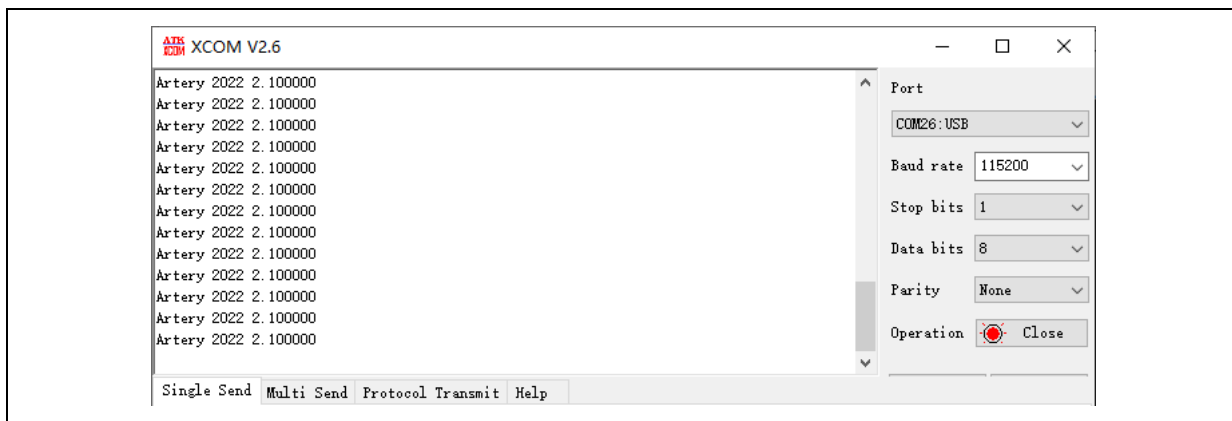 ATK XCOM XCOM V2.6
Artery 2022 2.100000
Artery 2022 2.100000
Artery 2022 2.100000
Artery 2022 2.100000
Artery 2022 2.100000
Artery 2022 2.100000
Artery 2022 2.100000
Artery 2022 2.100000
Artery 2022 2.100000
Artery 2022 2.100000
Artery 2022 2.100000
Artery 2022 2.100000
Artery 2022 2.100000
Port
COM26:USB
Baud rate 115200
Stop bits 1
Data bits 8
Parity None
Operation Close
Single Send Multi Send Protocol Transmit Help